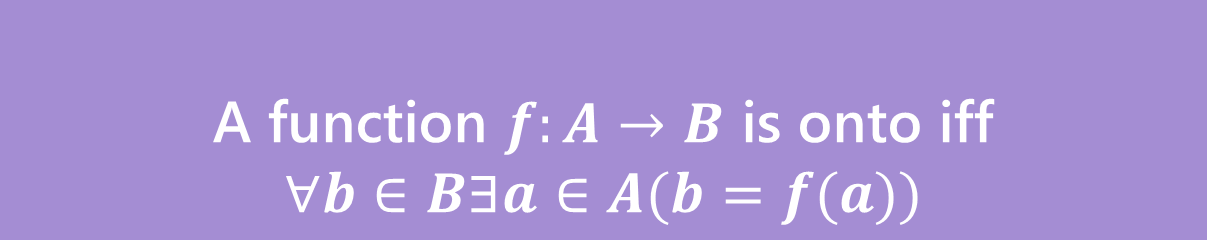 A function f: A → B is onto iff
∀b ∈ B∃a ∈ A(b = f(a))